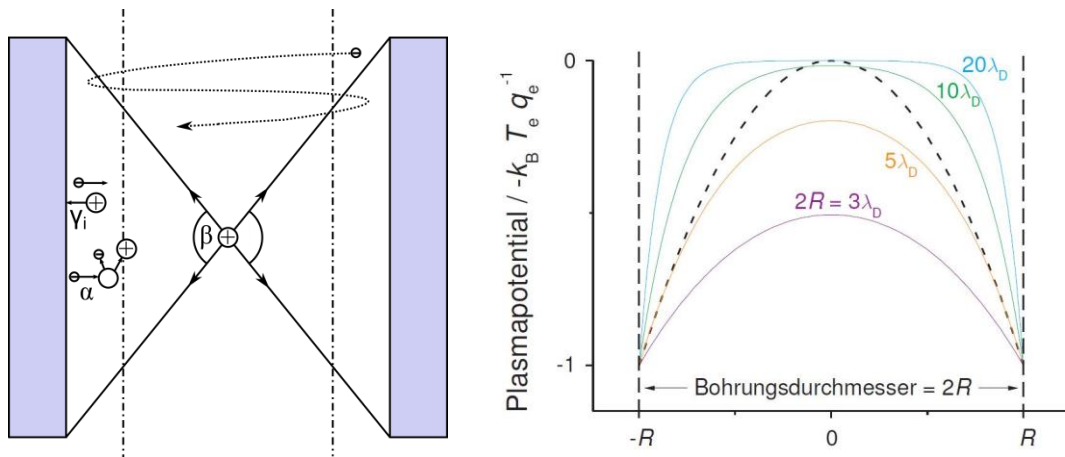 γi
α
β
Plasmapotential / -kB Te qe-1
0
-1
20λD
10λD
5λD
2R = 3λD
Bohrungsdurchmesser = 2R
-R
0
R